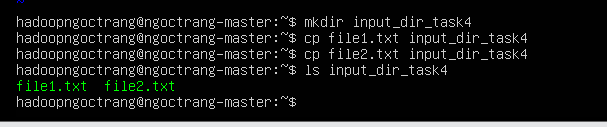 hadoopngoctrang@ngoctrang-master:~$ mkdir input_dir_task4
hadoopngoctrang@ngoctrang-master:~$ cp file1.txt input_dir_task4
hadoopngoctrang@ngoctrang-master:~$ cp file2.txt input_dir_task4
hadoopngoctrang@ngoctrang-master:~$ ls input_dir_task4
file1.txt  file2.txt
hadoopngoctrang@ngoctrang-master:~$